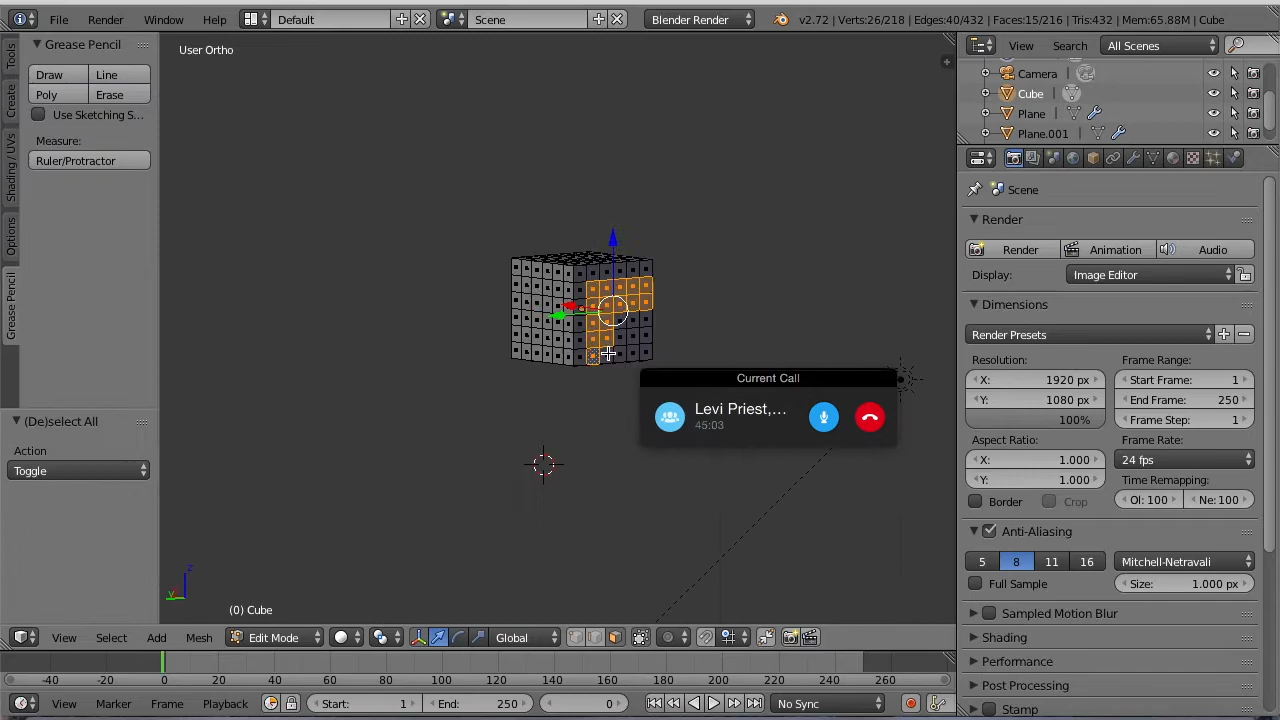 File Render Window Help Default Scene Blender Render v2.72 | Verts:26/218 | Edges:40/432 | Faces:15/216 | Tris:432 | Mem:65.88M | Cube
Grease Pencil
Draw Line
Poly Erase
Use Sketching S...
Measure:
Ruler/Protractor
Tools
Create
Shading / UVs
Options
Grease Pencil
(De)select All
Action
Toggle
User Ortho
Current Call
Levi Priest,...
45:03
z
y
(0) Cube
View Search All Scenes
Camera
Cube
Plane
Plane.001
Scene
Render
Render Animation Audio
Display: Image Editor
Dimensions
Render Presets
Resolution: Frame Range:
X: 1920 px Start Frame: 1
Y: 1080 px End Frame: 250
100% Frame Step: 1
Aspect Ratio: Frame Rate:
X: 1.000 24 fps
Y: 1.000 Time Remapping:
Border Crop Ol: 100 Ne: 100
Anti-Aliasing
5 8 11 16 Mitchell-Netravali
Full Sample Size: 1.000 px
Sampled Motion Blur
Shading
Performance
Post Processing
Stamp
View Select Add Mesh Edit Mode Global
-40 -20 0 20 40 60 80 100 120 140 160 180 200 220 240 260
View Marker Frame Playback Start: 1 End: 250 0 No Sync